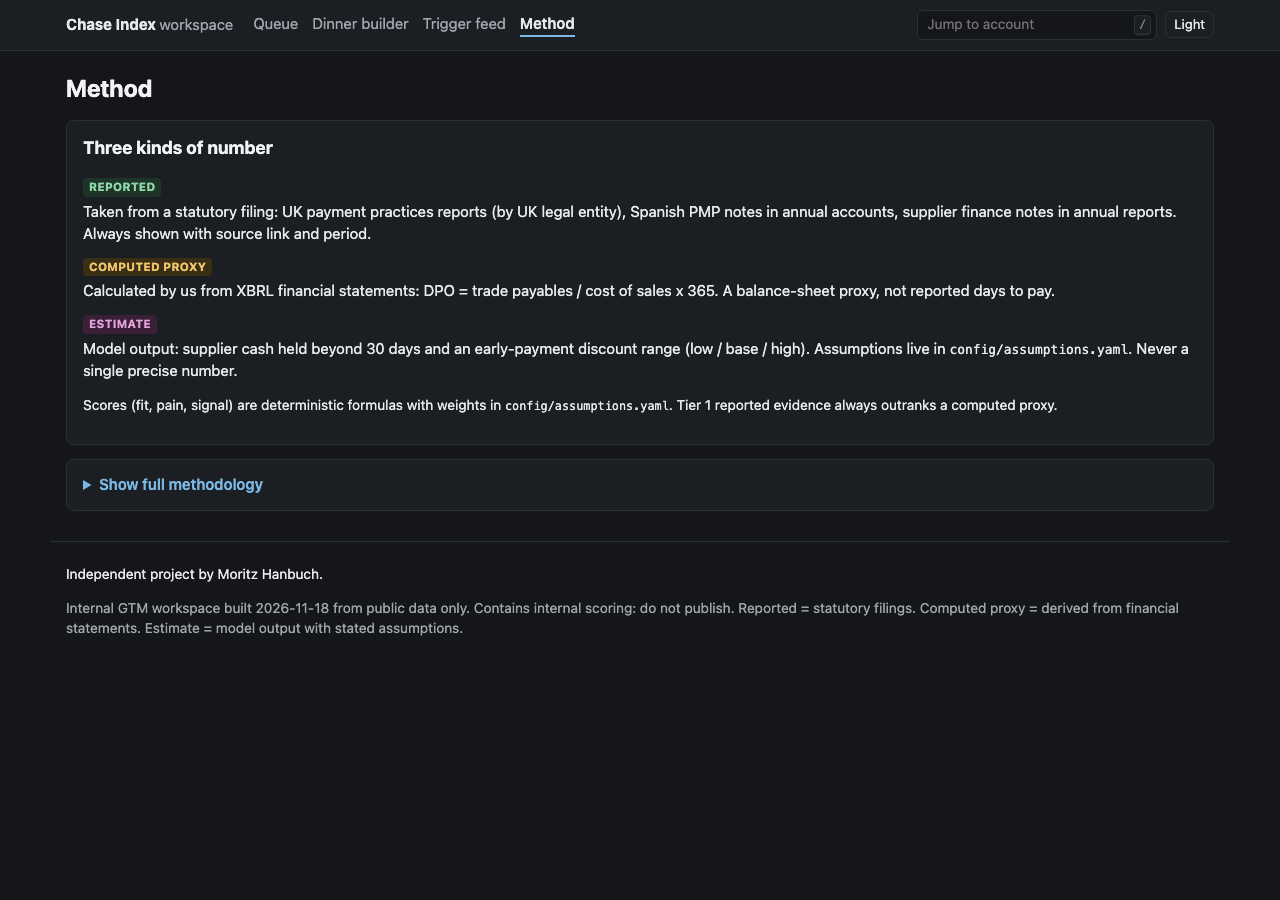 Chase Index workspace Queue Dinner builder Trigger feed Method Jump to account / Light
Method
Three kinds of number
REPORTED
Taken from a statutory filing: UK payment practices reports (by UK legal entity), Spanish PMP notes in annual accounts, supplier finance notes in annual reports.
Always shown with source link and period.
COMPUTED PROXY
Calculated by us from XBRL financial statements: DPO = trade payables / cost of sales x 365. A balance-sheet proxy, not reported days to pay.
ESTIMATE
Model output: supplier cash held beyond 30 days and an early-payment discount range (low / base / high). Assumptions live in config/assumptions.yaml. Never a
single precise number.
Scores (fit, pain, signal) are deterministic formulas with weights in config/assumptions.yaml. Tier 1 reported evidence always outranks a computed proxy.
Show full methodology
Independent project by Moritz Hanbuch.
Internal GTM workspace built 2026-11-18 from public data only. Contains internal scoring: do not publish. Reported = statutory filings. Computed proxy = derived from financial
statements. Estimate = model output with stated assumptions.